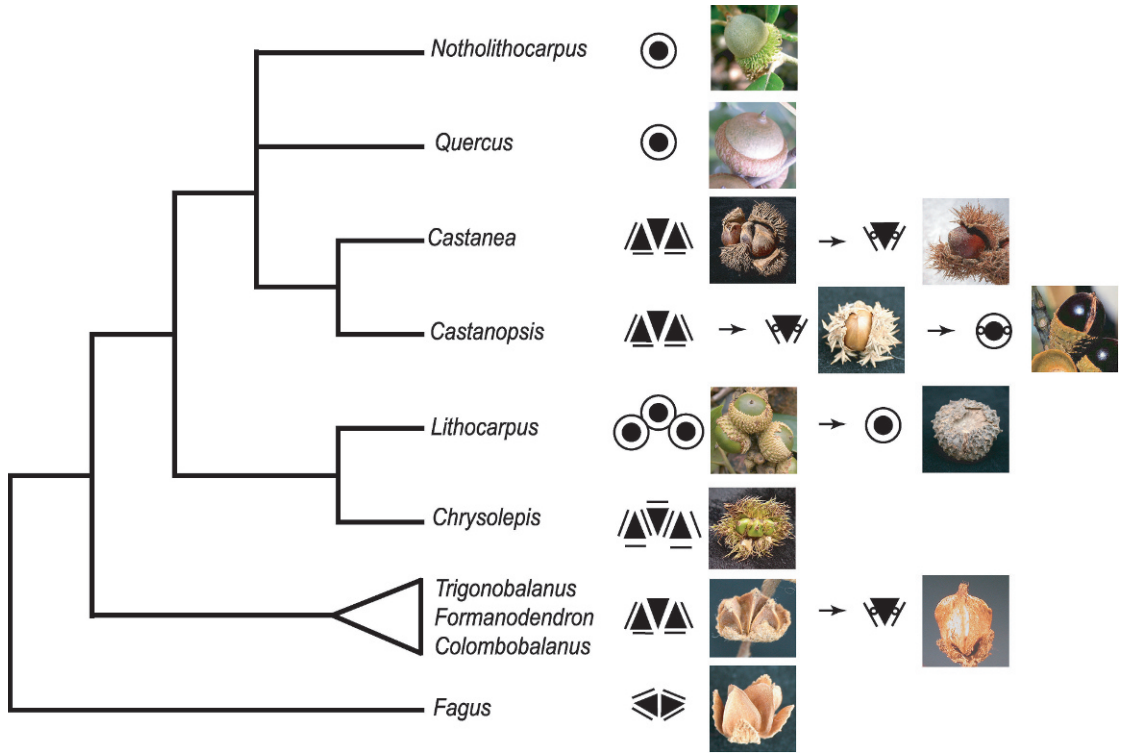 Notholithocarpus
Quercus
Castanea
Castanopsis
Lithocarpus
Chrysolepis
Trigonobalanus
Formanodendron
Colombobalanus
Fagus